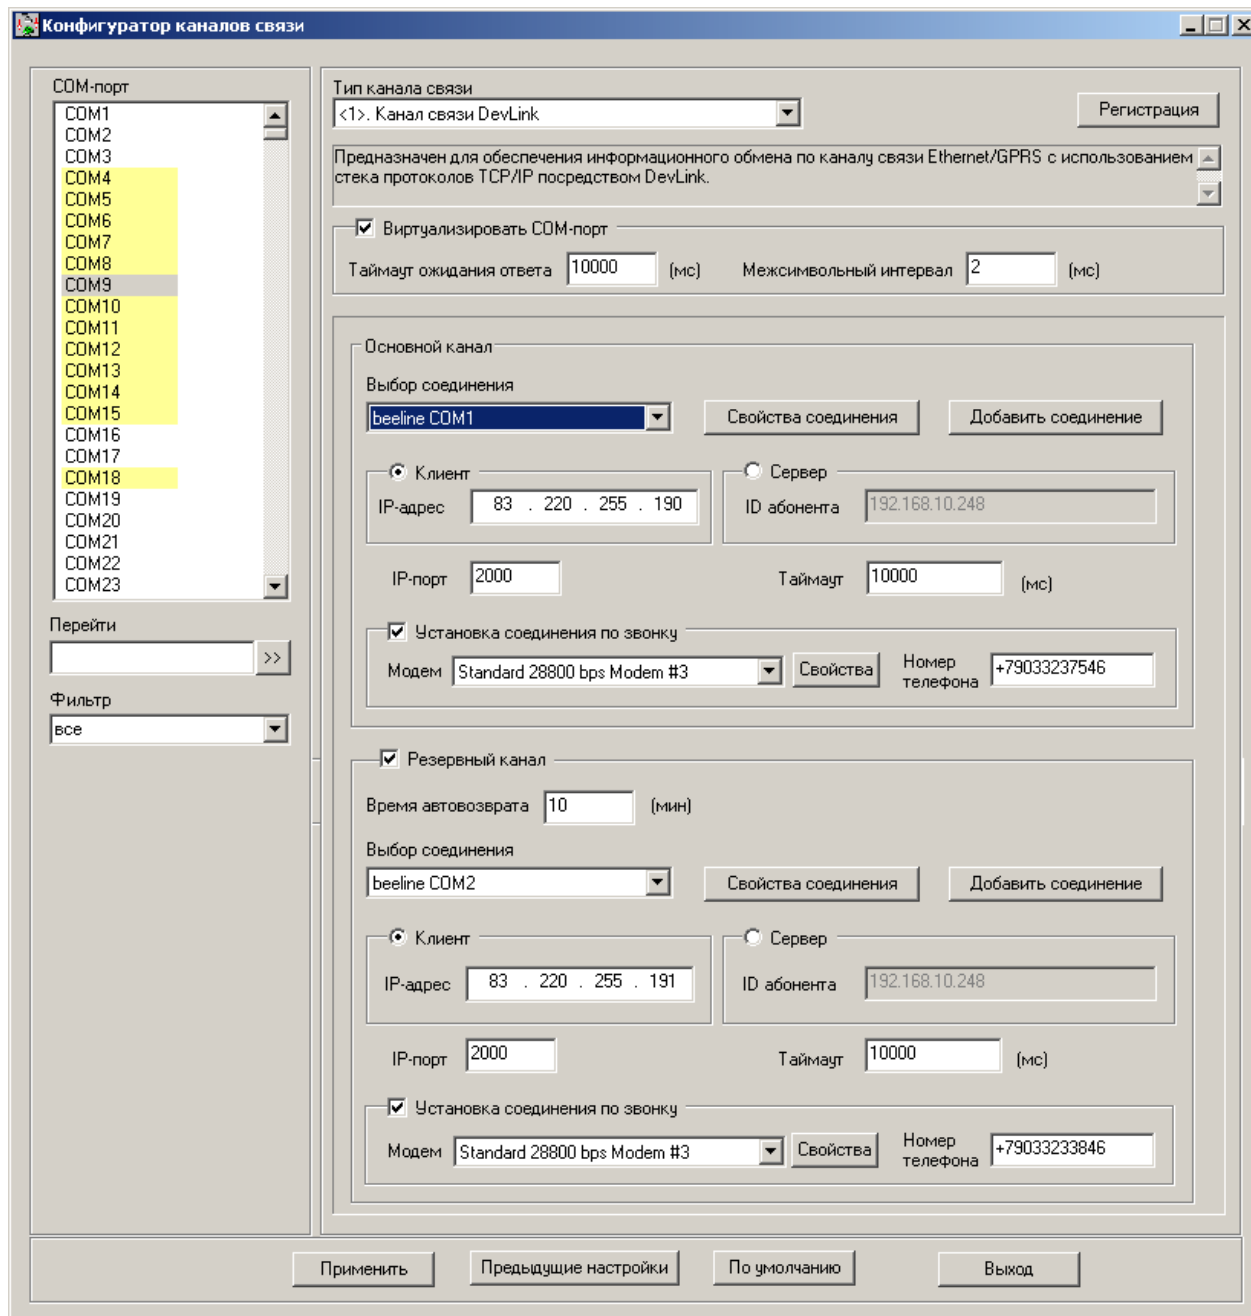 Конфигуратор каналов связи
COM-порт
COM1
COM2
COM3
COM4
COM5
COM6
COM7
COM8
COM9
COM10
COM11
COM12
COM13
COM14
COM15
COM16
COM17
COM18
COM19
COM20
COM21
COM22
COM23
Перейти
>>
Фильтр
все
Тип канала связи
<1>. Канал связи DevLink
Регистрация
Предназначен для обеспечения информационного обмена по каналу связи Ethernet/GPRS с использованием
стека протоколов TCP/IP посредством DevLink.
Виртуализировать COM-порт
Таймаут ожидания ответа 10000 (мс) Межсимвольный интервал 2 (мс)
Основной канал
Выбор соединения
beeline COM1 Свойства соединения Добавить соединение
Клиент Сервер
IP-адрес 83 . 220 . 255 . 190 ID абонента 192.168.10.248
IP-порт 2000 Таймаут 10000 (мс)
Установка соединения по звонку
Модем Standard 28800 bps Modem #3 Свойства Номер телефона +79033237546
Резервный канал
Время автовозврата 10 (мин)
Выбор соединения
beeline COM2 Свойства соединения Добавить соединение
Клиент Сервер
IP-адрес 83 . 220 . 255 . 191 ID абонента 192.168.10.248
IP-порт 2000 Таймаут 10000 (мс)
Установка соединения по звонку
Модем Standard 28800 bps Modem #3 Свойства Номер телефона +79033233846
Применить Предыдущие настройки По умолчанию Выход